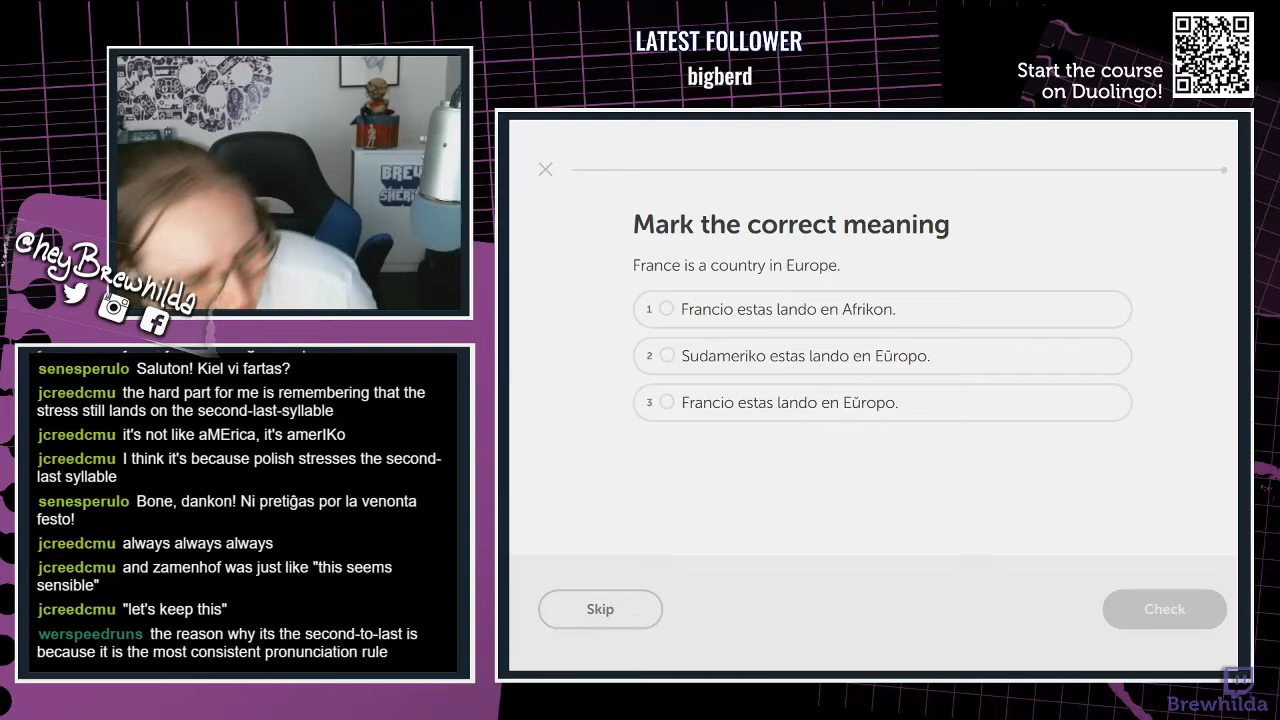 LATEST FOLLOWER
bigberd
Start the course
on Duolingo!
BREW
SHERI
@heyBrewhilda
Mark the correct meaning
France is a country in Europe.
1 Francio estas lando en Afrikon.
2 Sudameriko estas lando en Eŭropo.
3 Francio estas lando en Eŭropo.
Skip
Check
senesperulo Saluton! Kiel vi fartas?
jcreedcmu the hard part for me is remembering that the
stress still lands on the second-last-syllable
jcreedcmu it's not like aMErica, it's amerIKo
jcreedcmu I think it's because polish stresses the second-
last syllable
senesperulo Bone, dankon! Ni pretiĝas por la venonta
festo!
jcreedcmu always always always
jcreedcmu and zamenhof was just like "this seems
sensible"
jcreedcmu "let's keep this"
werspeedruns the reason why its the second-to-last is
because it is the most consistent pronunciation rule
Brewhilda